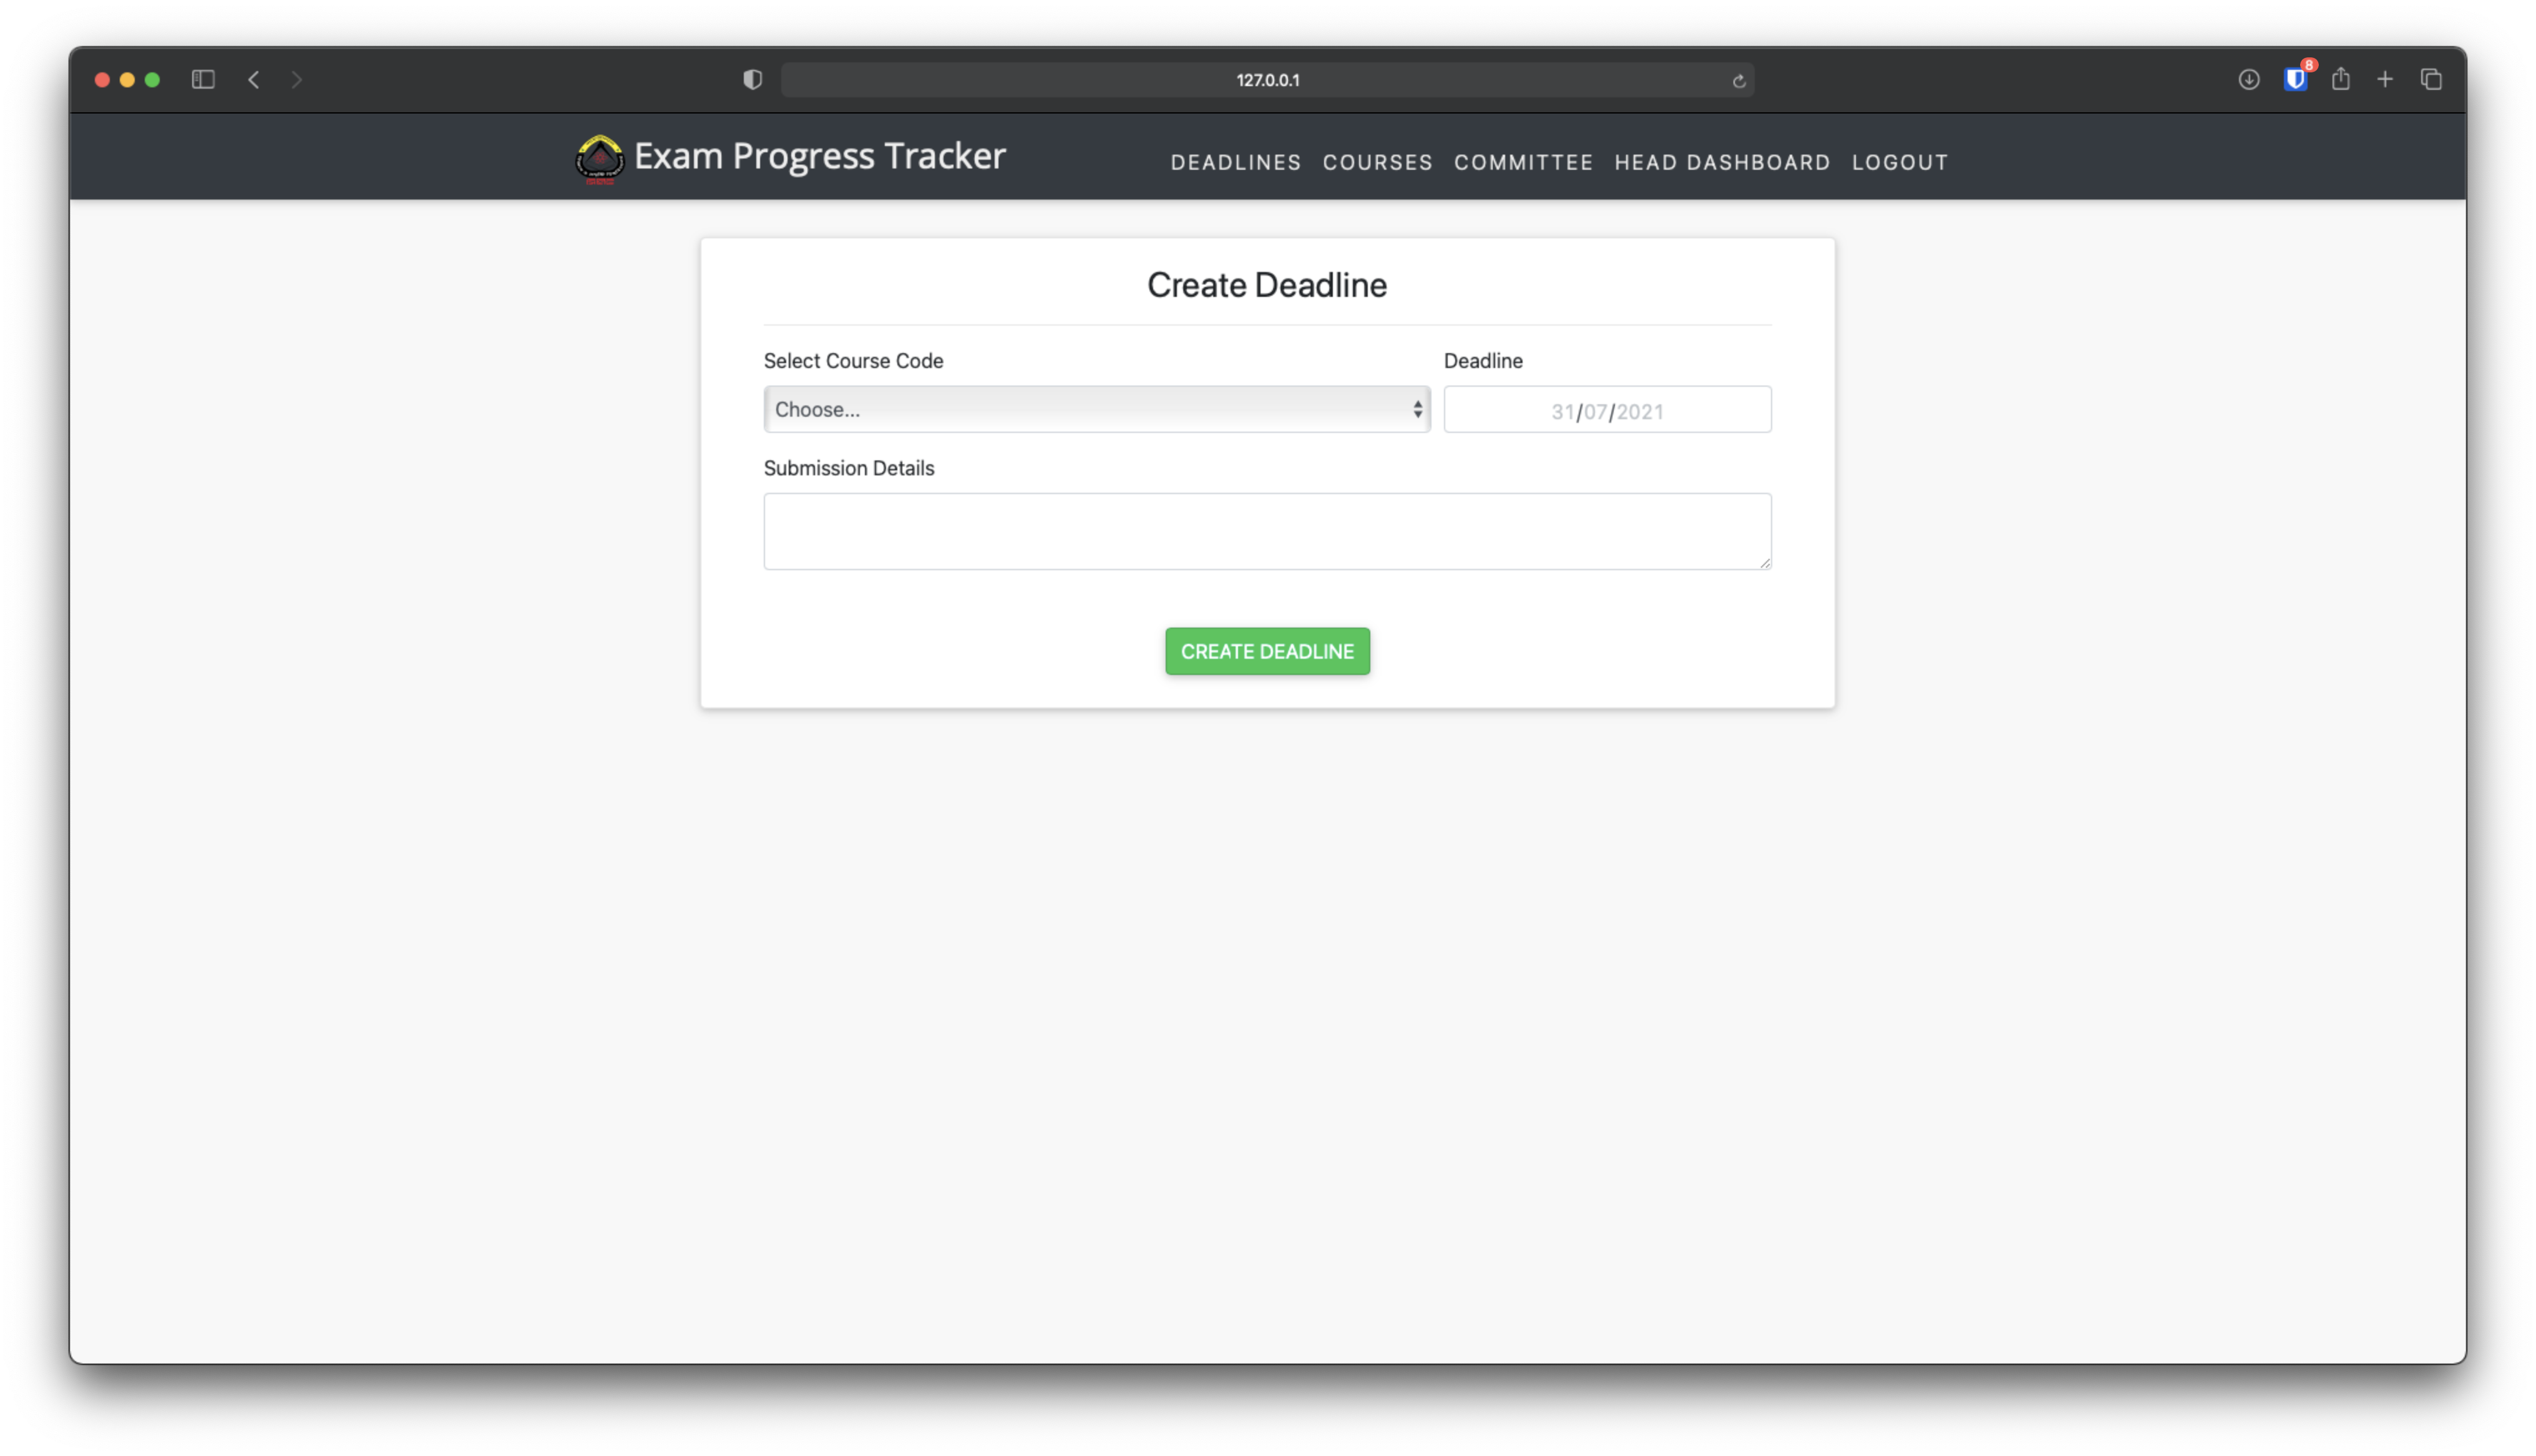 127.0.0.1
8
Exam Progress Tracker
DEADLINES COURSES COMMITTEE HEAD DASHBOARD LOGOUT
Create Deadline
Select Course Code Deadline
Choose... 31/07/2021
Submission Details
CREATE DEADLINE